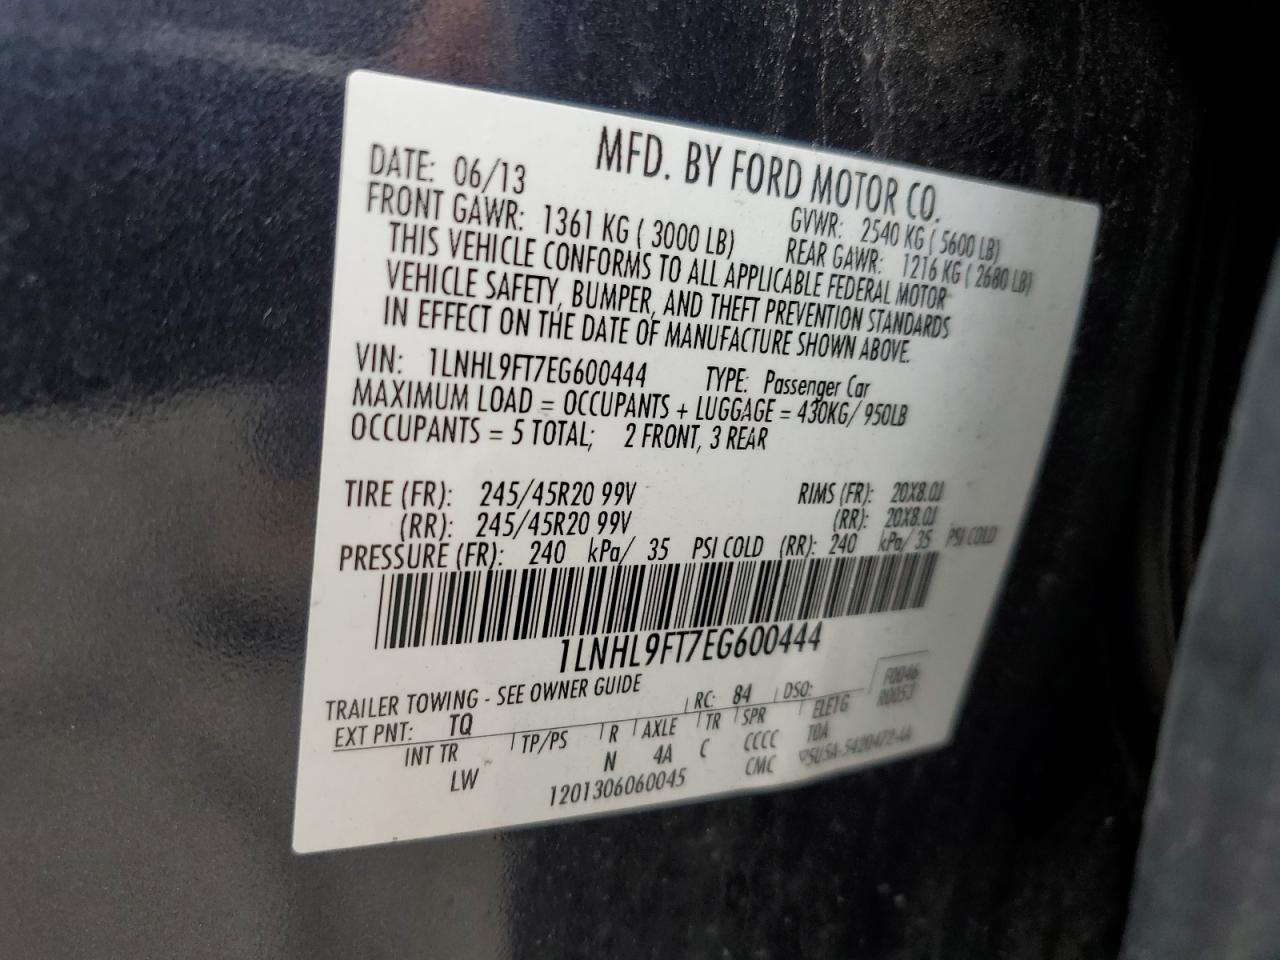 MFD. BY FORD MOTOR CO.
DATE: 06/13 GVWR: 2540 KG ( 5600 LB)
FRONT GAWR: 1361 KG ( 3000 LB) REAR GAWR: 1216 KG ( 2680 LB)
THIS VEHICLE CONFORMS TO ALL APPLICABLE FEDERAL MOTOR
VEHICLE SAFETY, BUMPER, AND THEFT PREVENTION STANDARDS
IN EFFECT ON THE DATE OF MANUFACTURE SHOWN ABOVE.
VIN: 1LNHL9FT7EG600444 TYPE: Passenger Car
MAXIMUM LOAD = OCCUPANTS + LUGGAGE = 430KG/ 950LB
OCCUPANTS = 5 TOTAL; 2 FRONT, 3 REAR
TIRE (FR): 245/45R20 99V RIMS (FR): 20X8.0J
(RR): 245/45R20 99V (RR): 20X8.0J
PRESSURE (FR): 240 kPa/ 35 PSI COLD (RR): 240 kPa/ 35 PSI COLD
1LNHL9FT7EG600444
F0046
TRAILER TOWING - SEE OWNER GUIDE RC: 84 DSO: R0053
EXT PNT: TQ
INT TR TP/PS R AXLE TR SPR
LW N 4A C CCCC TOA
1201306060045 CMC